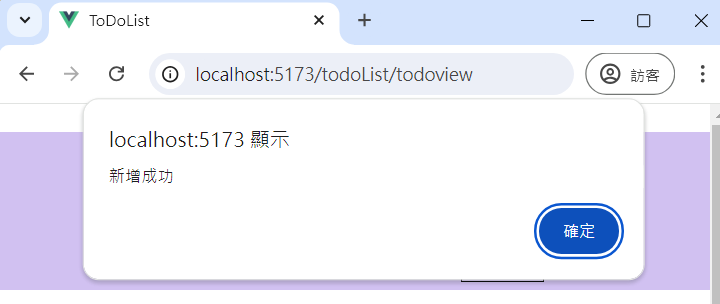 ToDoList
localhost:5173/todoList/todoview
訪客
localhost:5173 顯示
新增成功
確定